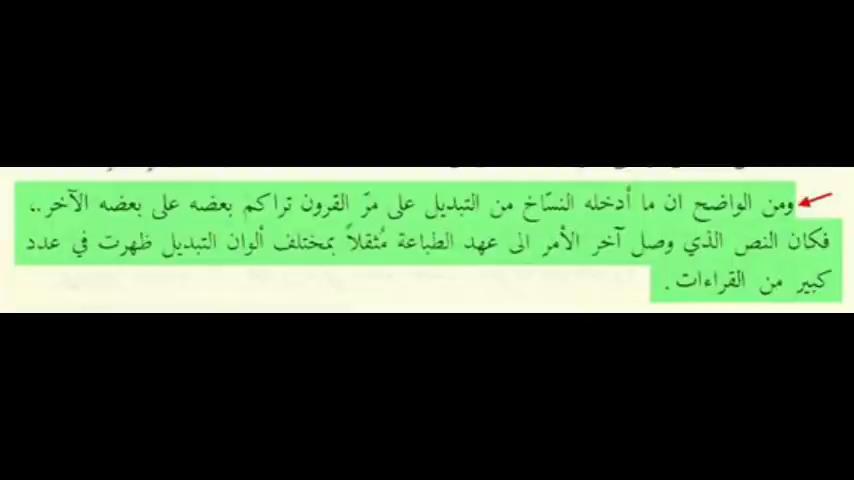 ومن الواضح ان ما أدخله النسّاخ من التبديل على مرّ القرون تراكم بعضه على بعضه الآخر.،
فكان النص الذي وصل آخر الأمر الى عهد الطباعة مُثقلاً بمختلف ألوان التبديل ظهرت في عدد
كبير من القراءات.